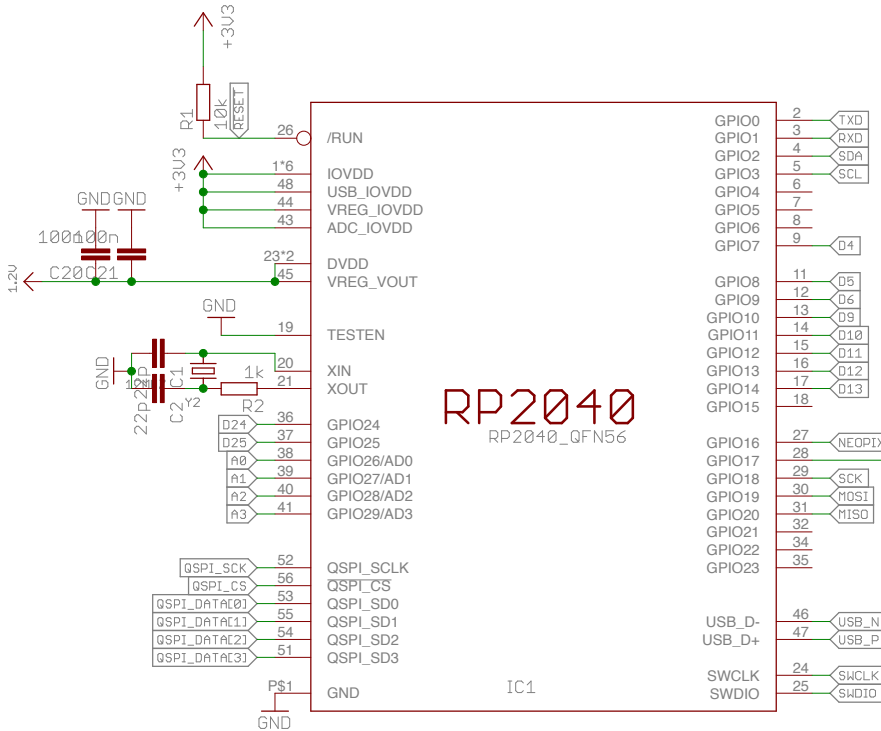 +3V3
R1
10k
RESET
26 /RUN
+3V3
1*6 IOVDD
48 USB_IOVDD
44 VREG_IOVDD
43 ADC_IOVDD
GND GND
100n 100n
C20 C21
23*2 DVDD
1.2V
45 VREG_VOUT
GND
19 TESTEN
GND
20 XIN
21 XOUT
1k
R2
C1
22p
C2
Y2
D24 36 GPIO24
D25 37 GPIO25
A0 38 GPIO26/AD0
A1 39 GPIO27/AD1
A2 40 GPIO28/AD2
A3 41 GPIO29/AD3
QSPI_SCK 52 QSPI_SCLK
QSPI_CS 56 QSPI_CS
QSPI_DATA[0] 53 QSPI_SD0
QSPI_DATA[1] 55 QSPI_SD1
QSPI_DATA[2] 54 QSPI_SD2
QSPI_DATA[3] 51 QSPI_SD3
P$1 GND
GND
RP2040
RP2040_QFN56
IC1
GPIO0 2 TXD
GPIO1 3 RXD
GPIO2 4 SDA
GPIO3 5 SCL
GPIO4 6
GPIO5 7
GPIO6 8
GPIO7 9 D4
GPIO8 11 D5
GPIO9 12 D6
GPIO10 13 D9
GPIO11 14 D10
GPIO12 15 D11
GPIO13 16 D12
GPIO14 17 D13
GPIO15 18
GPIO16 27 NEOPIX
GPIO17 28
GPIO18 29 SCK
GPIO19 30 MOSI
GPIO20 31 MISO
GPIO21 32
GPIO22 34
GPIO23 35
USB_D- 46 USB_N
USB_D+ 47 USB_P
SWCLK 24 SWCLK
SWDIO 25 SWDIO